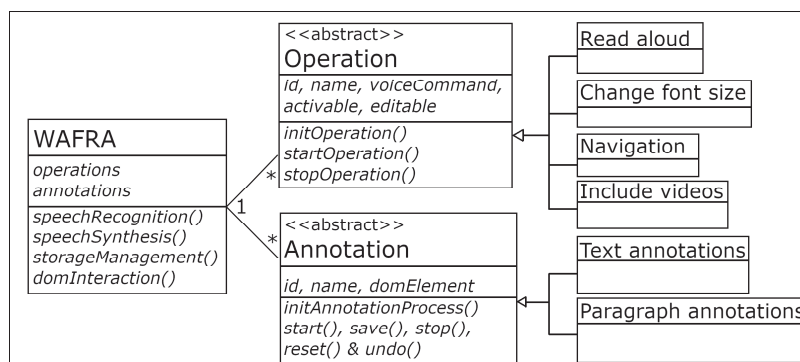 WAFRA
operations
annotations
speechRecognition()
speechSynthesis()
storageManagement()
domInteraction()
1
*
*
<<abstract>>
Operation
id, name, voiceCommand,
activable, editable
initOperation()
startOperation()
stopOperation()
<<abstract>>
Annotation
id, name, domElement
initAnnotationProcess()
start(), save(), stop(),
reset() & undo()
Read aloud
Change font size
Navigation
Include videos
Text annotations
Paragraph annotations